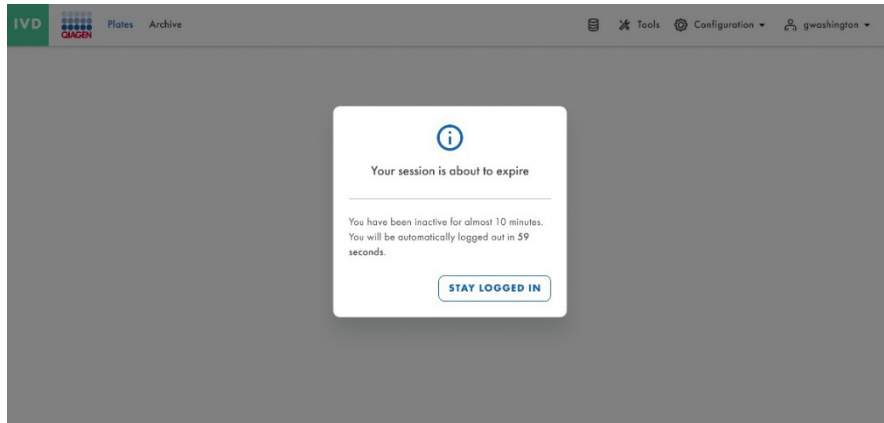 IVD
QIAGEN
Plates
Archive
Tools
Configuration
gwashington
Your session is about to expire
You have been inactive for almost 10 minutes.
You will be automatically logged out in 59
seconds.
STAY LOGGED IN